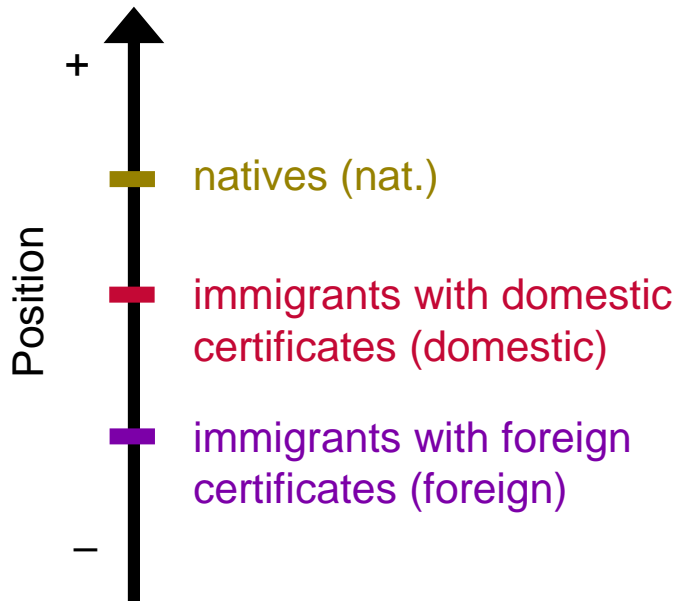 +
natives (nat.)
Position
immigrants with domestic
certificates (domestic)
immigrants with foreign
certificates (foreign)
–